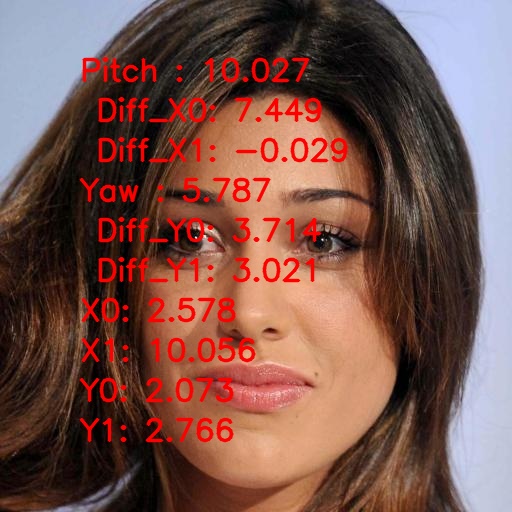 Pitch : 10.027
Diff_X0: 7.449
Diff_X1: -0.029
Yaw : 5.787
Diff_Y0: 3.714
Diff_Y1: 3.021
X0: 2.578
X1: 10.056
Y0: 2.073
Y1: 2.766